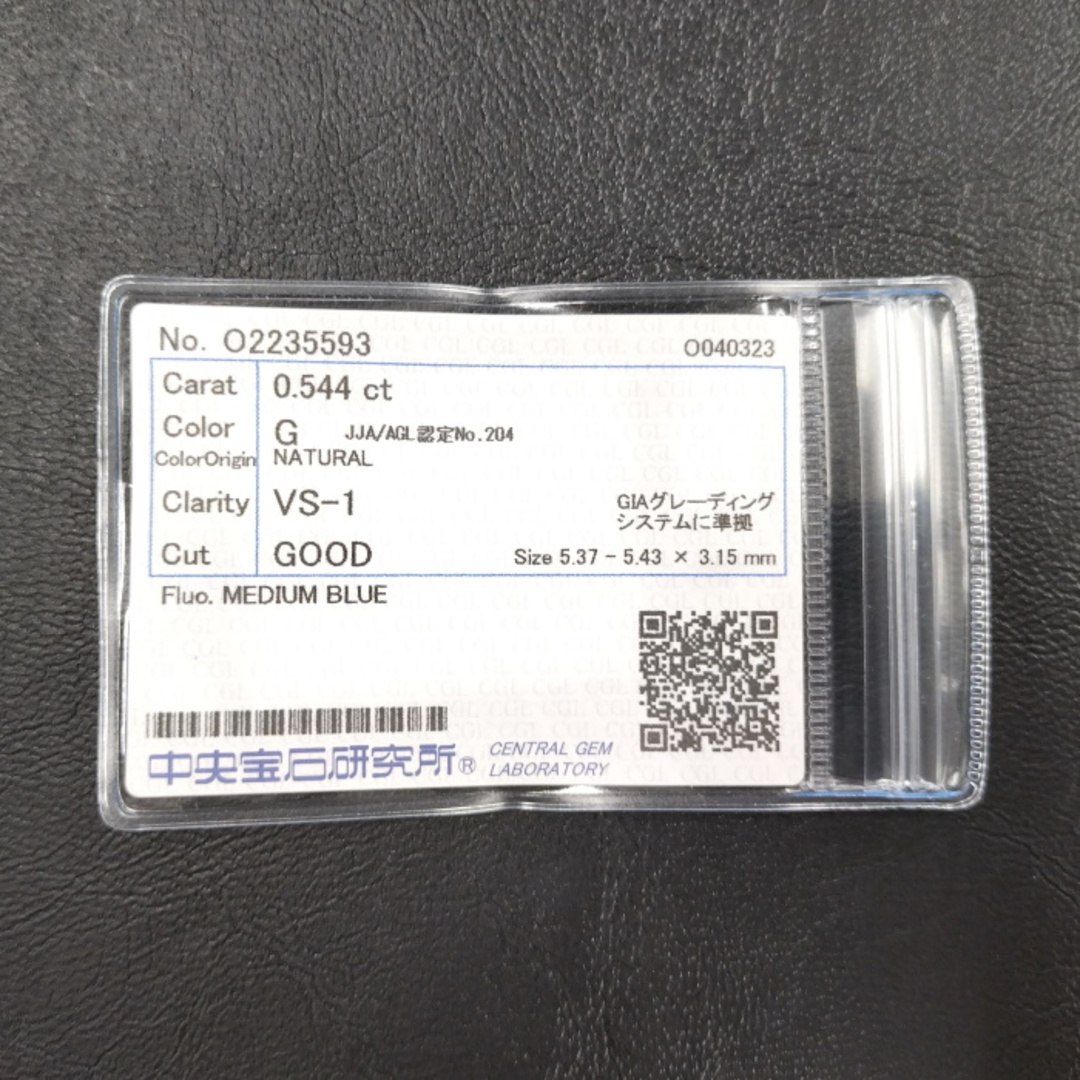 No. O2235593 O040323
Carat 0.544 ct
Color G JJA/AGL認定No.204
ColorOrigin NATURAL
Clarity VS-1 GIAグレーディング
システムに準拠
Cut GOOD Size 5.37 - 5.43 × 3.15 mm
Fluo. MEDIUM BLUE
中央宝石研究所® CENTRAL GEM
LABORATORY